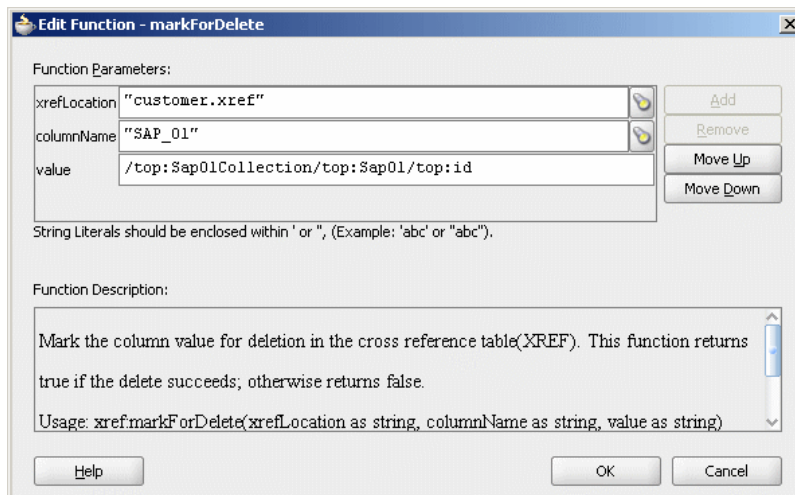 Edit Function - markForDelete
Function Parameters:
xrefLocation "customer.xref"
columnName "SAP_01"
value /top:Sap01Collection/top:Sap01/top:id
Add
Remove
Move Up
Move Down
String Literals should be enclosed within ' or ", (Example: 'abc' or "abc").
Function Description:
Mark the column value for deletion in the cross reference table(XREF). This function returns
true if the delete succeeds; otherwise returns false.
Usage: xref:markForDelete(xrefLocation as string, columnName as string, value as string)
Help OK Cancel